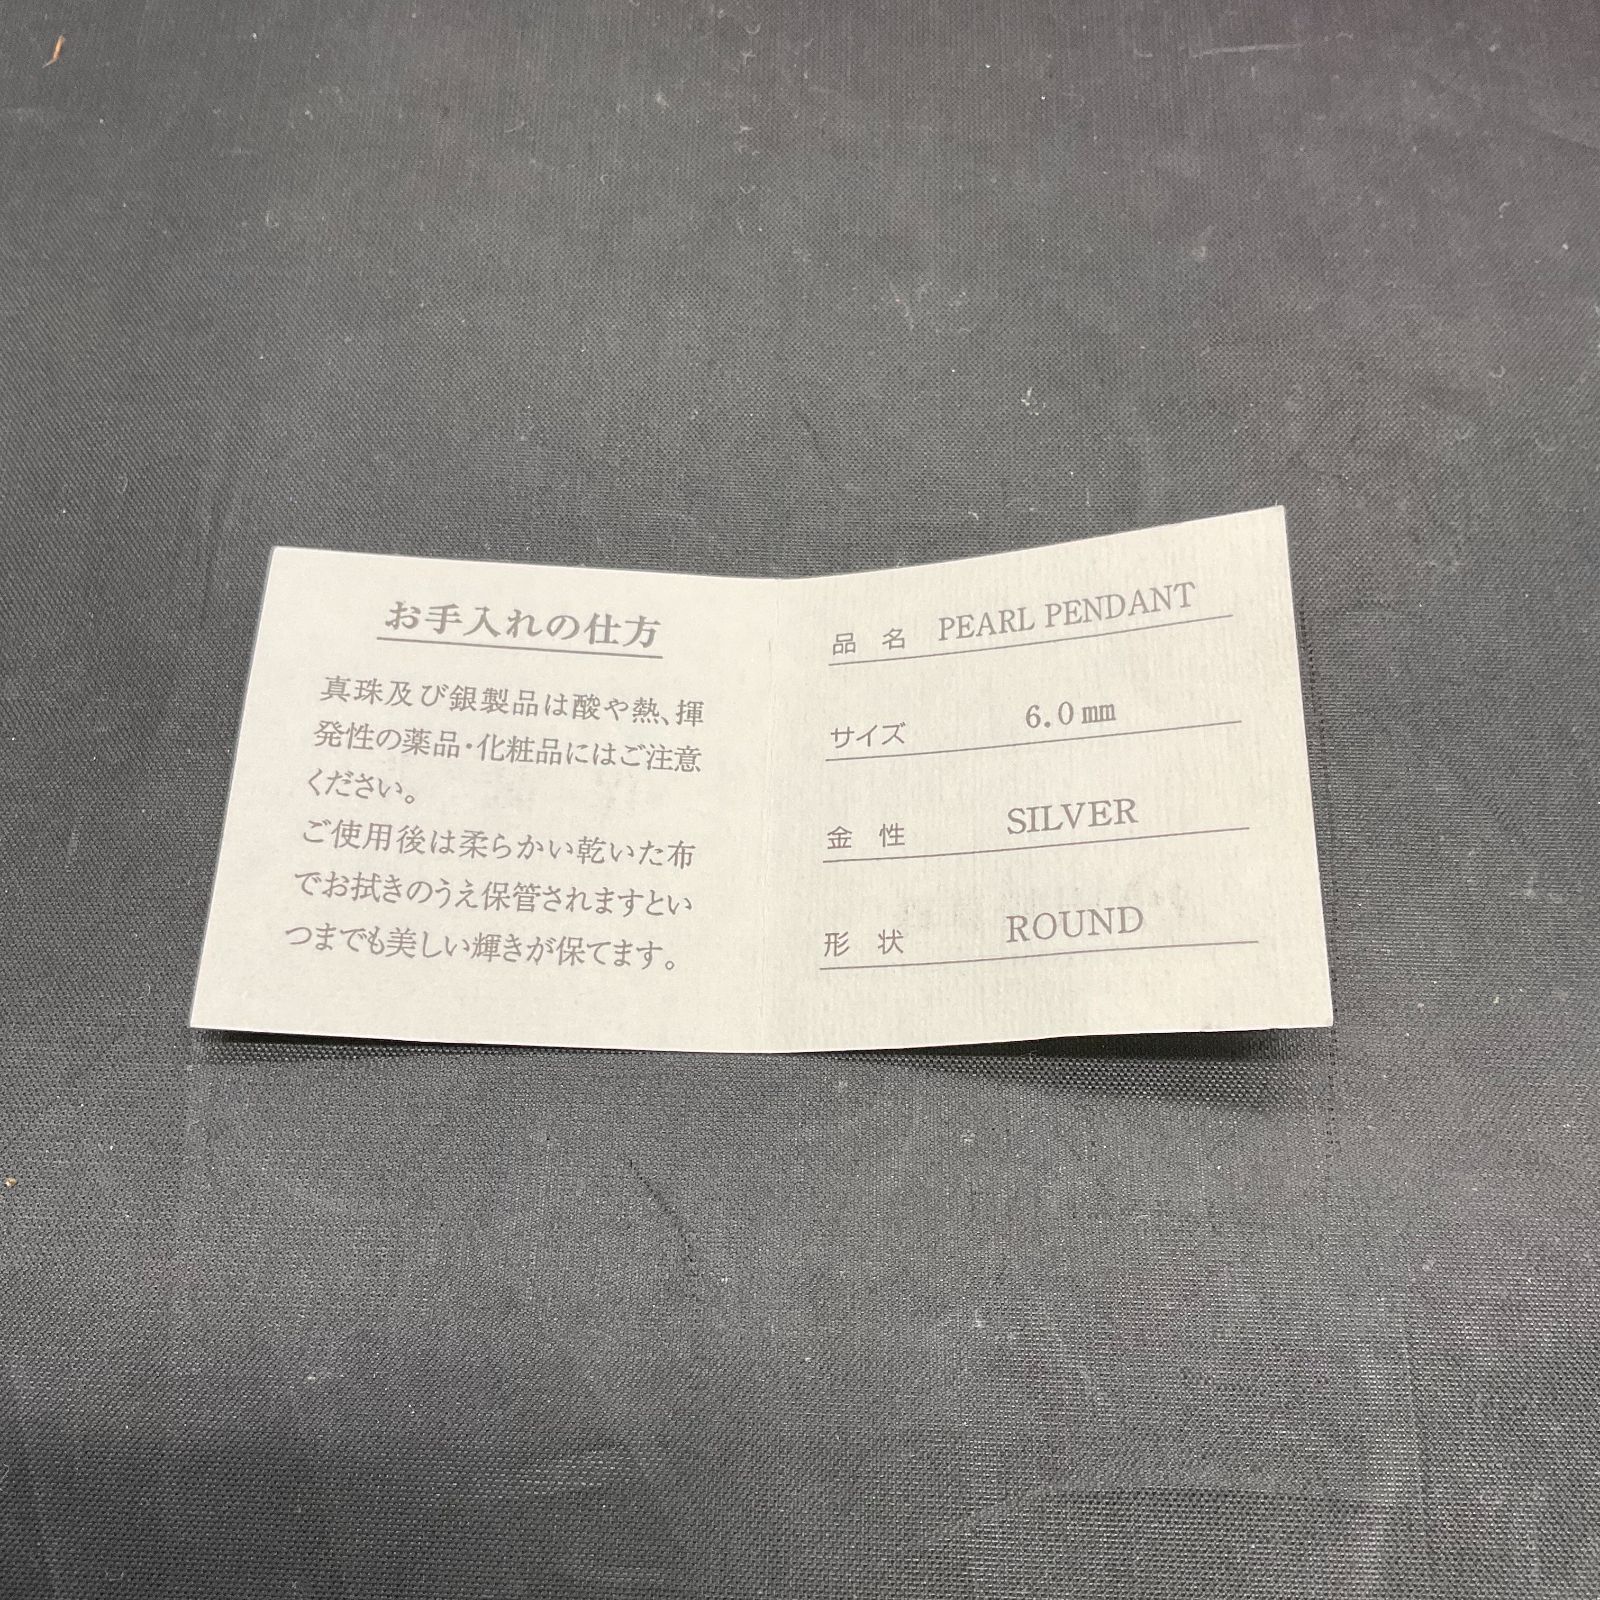 お手入れの仕方
真珠及び銀製品は酸や熱、揮
発性の薬品・化粧品にはご注意
ください。
ご使用後は柔らかい乾いた布
でお拭きのうえ保管されますとい
つまでも美しい輝きが保てます。
品 名 PEARL PENDANT
サイズ 6.0㎜
金 性 SILVER
形 状 ROUND